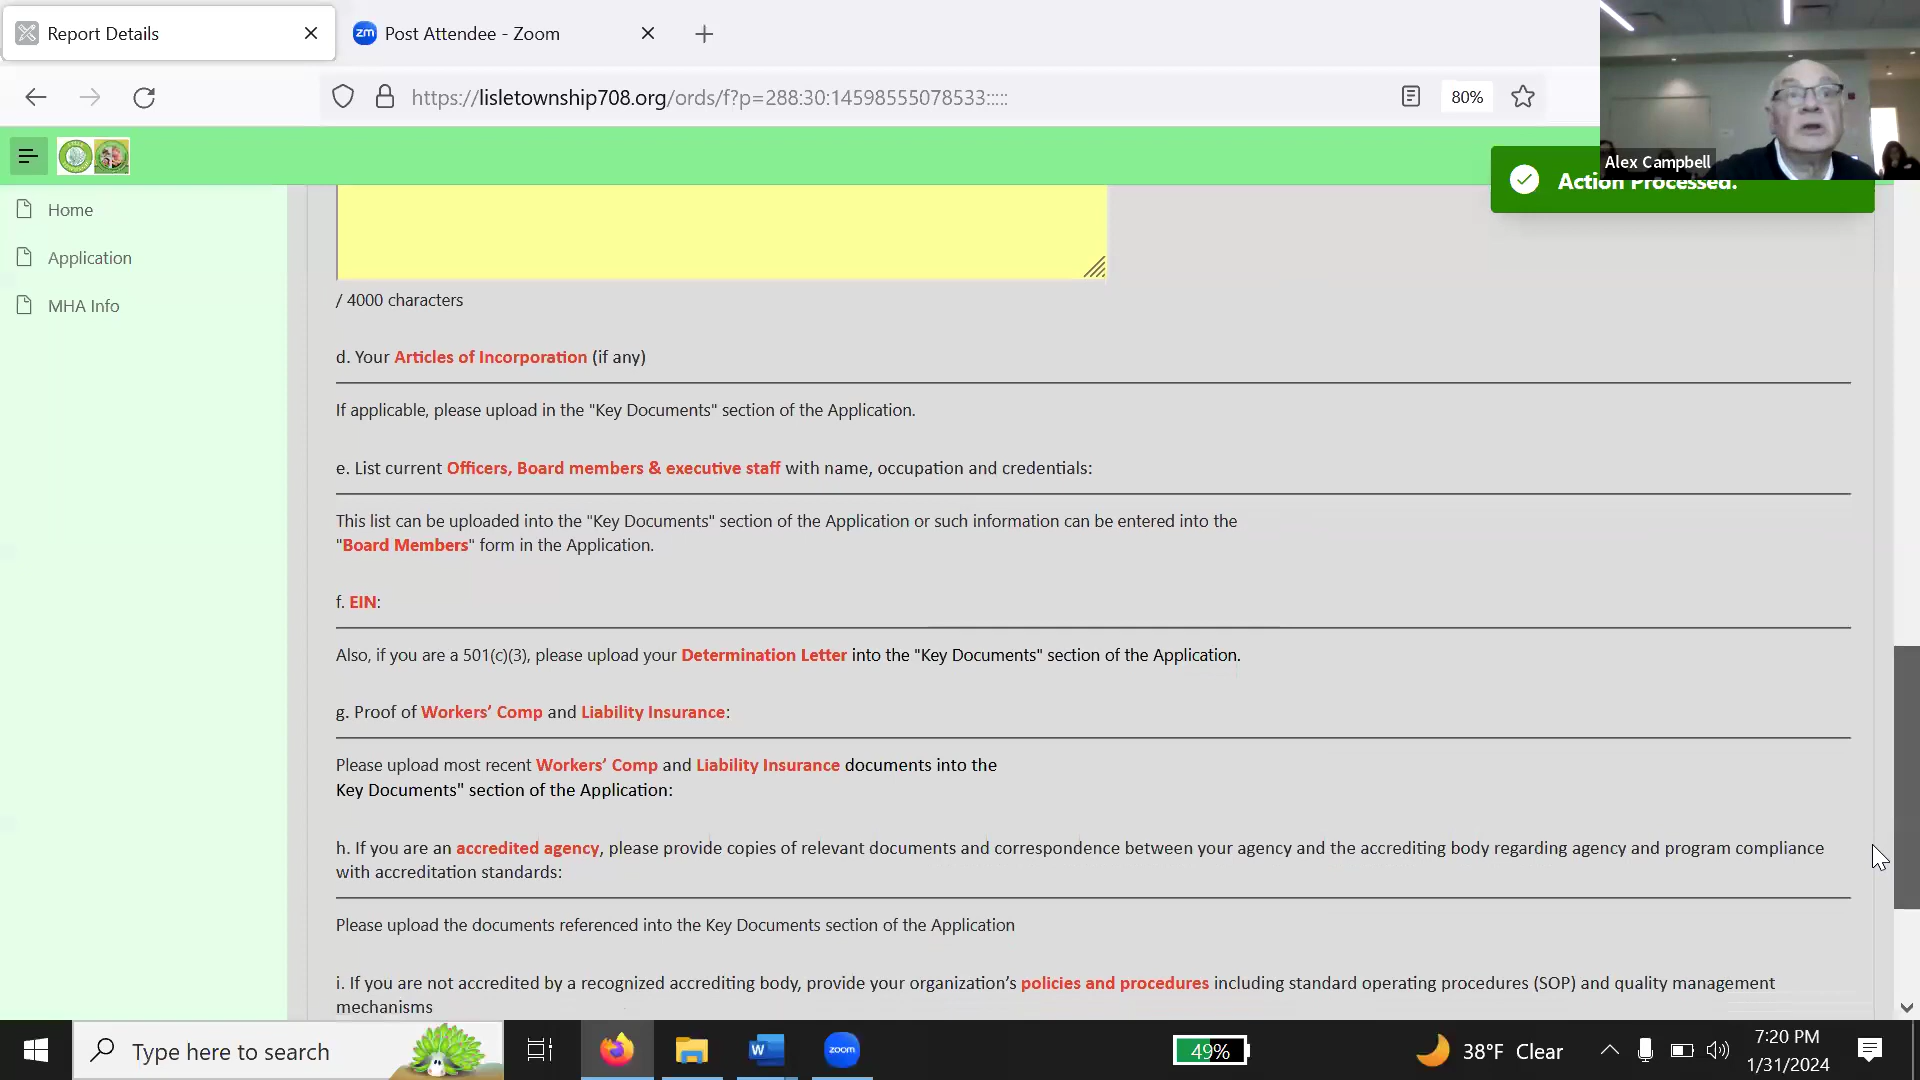 Report Details
Post Attendee - Zoom
https://lisletownship708.org/ords/f?p=288:30:14598555078533:::::
80%
Alex Campbell
Action Processed.
Home
Application
MHA Info
/ 4000 characters
d. Your Articles of Incorporation (if any)
If applicable, please upload in the "Key Documents" section of the Application.
e. List current Officers, Board members & executive staff with name, occupation and credentials:
This list can be uploaded into the "Key Documents" section of the Application or such information can be entered into the
"Board Members" form in the Application.
f. EIN:
Also, if you are a 501(c)(3), please upload your Determination Letter into the "Key Documents" section of the Application.
g. Proof of Workers’ Comp and Liability Insurance:
Please upload most recent Workers’ Comp and Liability Insurance documents into the
Key Documents" section of the Application:
h. If you are an accredited agency, please provide copies of relevant documents and correspondence between your agency and the accrediting body regarding agency and program compliance
with accreditation standards:
Please upload the documents referenced into the Key Documents section of the Application
i. If you are not accredited by a recognized accrediting body, provide your organization’s policies and procedures including standard operating procedures (SOP) and quality management
mechanisms
Type here to search
zoom
49%
38°F Clear
7:20 PM
1/31/2024